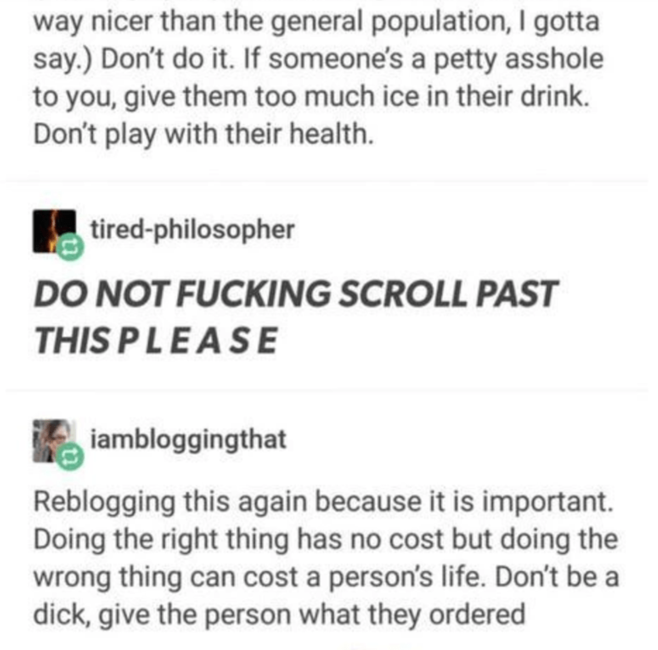 way nicer than the general population, I gotta
say.) Don't do it. If someone's a petty asshole
to you, give them too much ice in their drink.
Don't play with their health.
tired-philosopher
DO NOT FUCKING SCROLL PAST
THIS P L E A S E
iambloggingthat
Reblogging this again because it is important.
Doing the right thing has no cost but doing the
wrong thing can cost a person's life. Don't be a
dick, give the person what they ordered